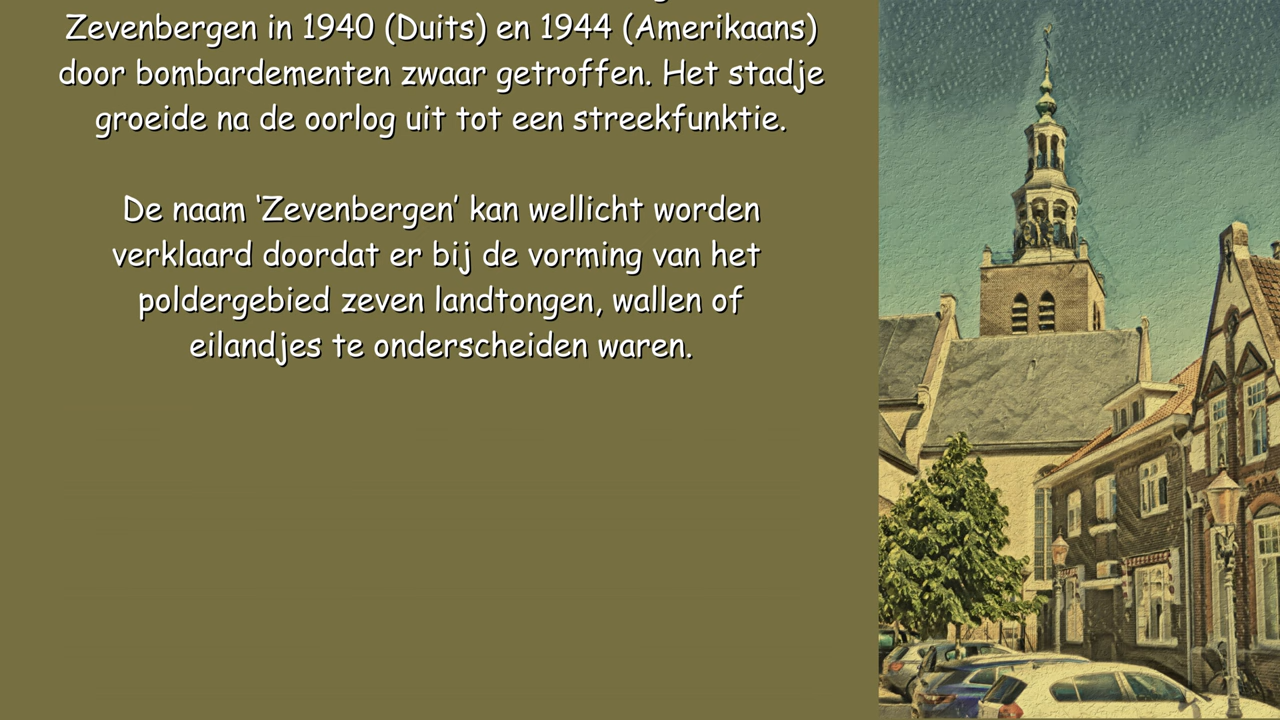 Zevenbergen in 1940 (Duits) en 1944 (Amerikaans)
door bombardementen zwaar getroffen. Het stadje
groeide na de oorlog uit tot een streekfunktie.
De naam ‘Zevenbergen’ kan wellicht worden
verklaard doordat er bij de vorming van het
poldergebied zeven landtongen, wallen of
eilandjes te onderscheiden waren.